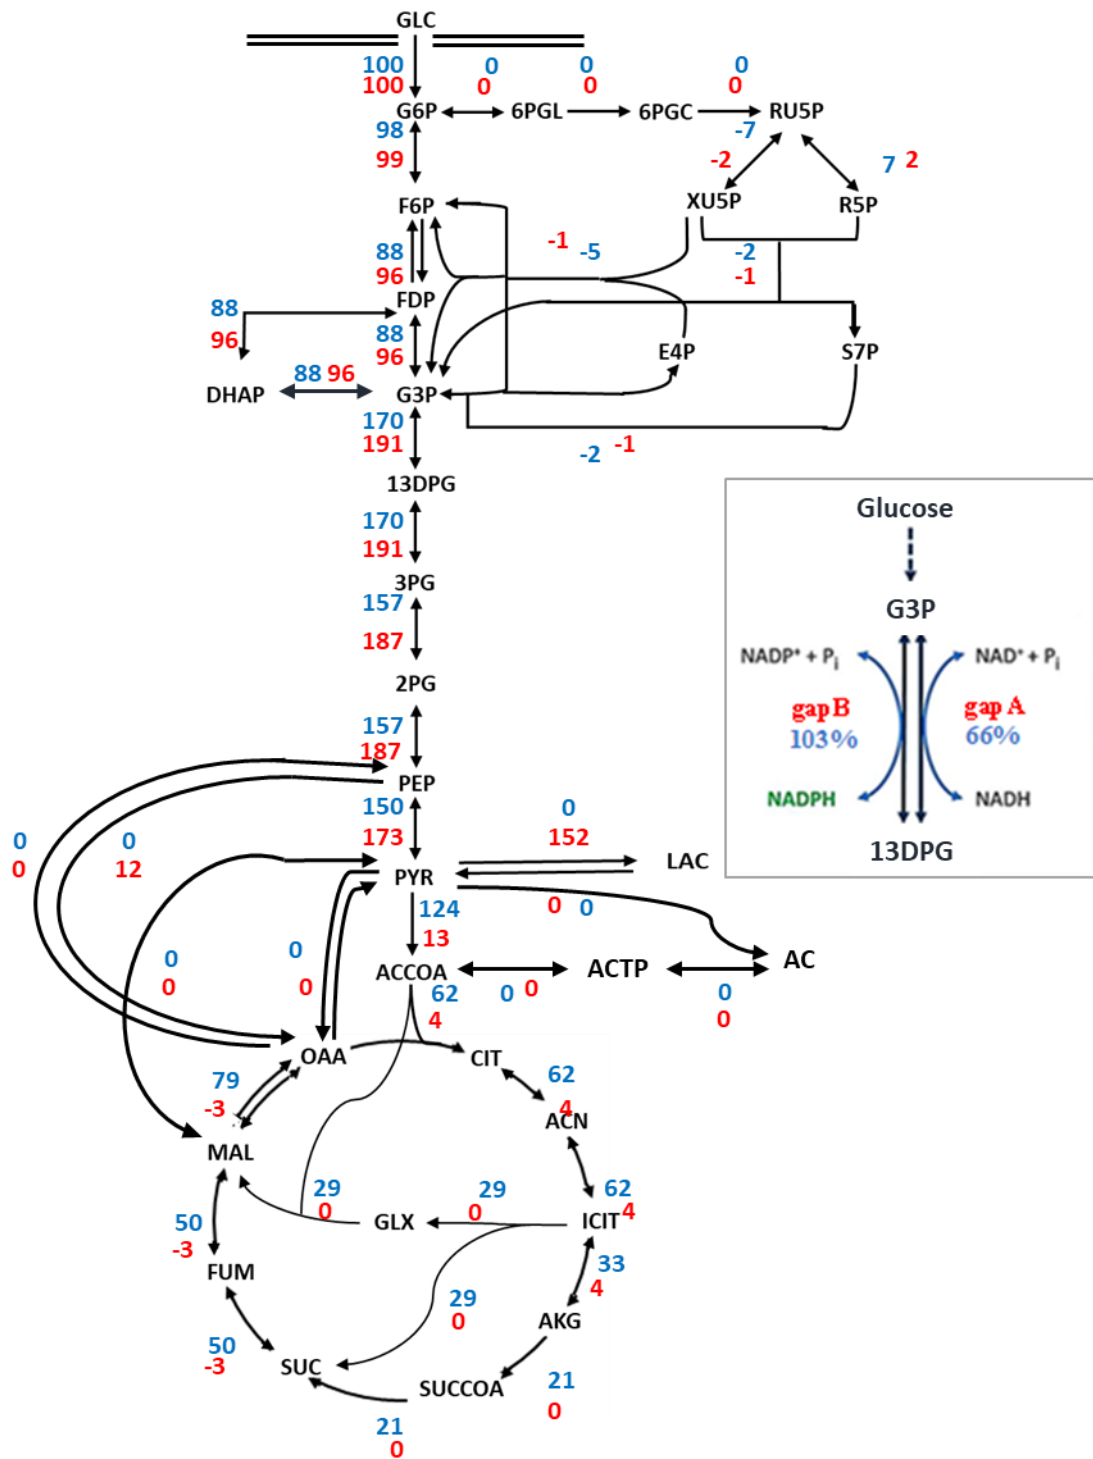 GLC
100 0 0 0
100 0 0 0
G6P 6PGL 6PGC RU5P
98 -7
99 -2 7 2
F6P XU5P R5P
-1
88 -5 -2
96 -1
FDP
88
96
88
96
E4P S7P
88 96
DHAP G3P
170
191
-2 -1
13DPG
170
191
3PG
157
187
2PG
157
187
PEP
150 0
173 152
0 0
0 12
PYR LAC
124 0 0
13
0 0
0 0
ACCOA ACTP AC
62 0 0 0
4 0
OAA CIT
79 62
-3 4
ACN
MAL
29 29 62
0 0 4
GLX ICIT
50 33
-3 4
FUM
29
0
AKG
50
-3
SUC
SUCCOA
21
0
21
0
Glucose
G3P
NADP⁺ + Pi NAD⁺ + Pi
gapB gapA
103% 66%
NADPH NADH
13DPG